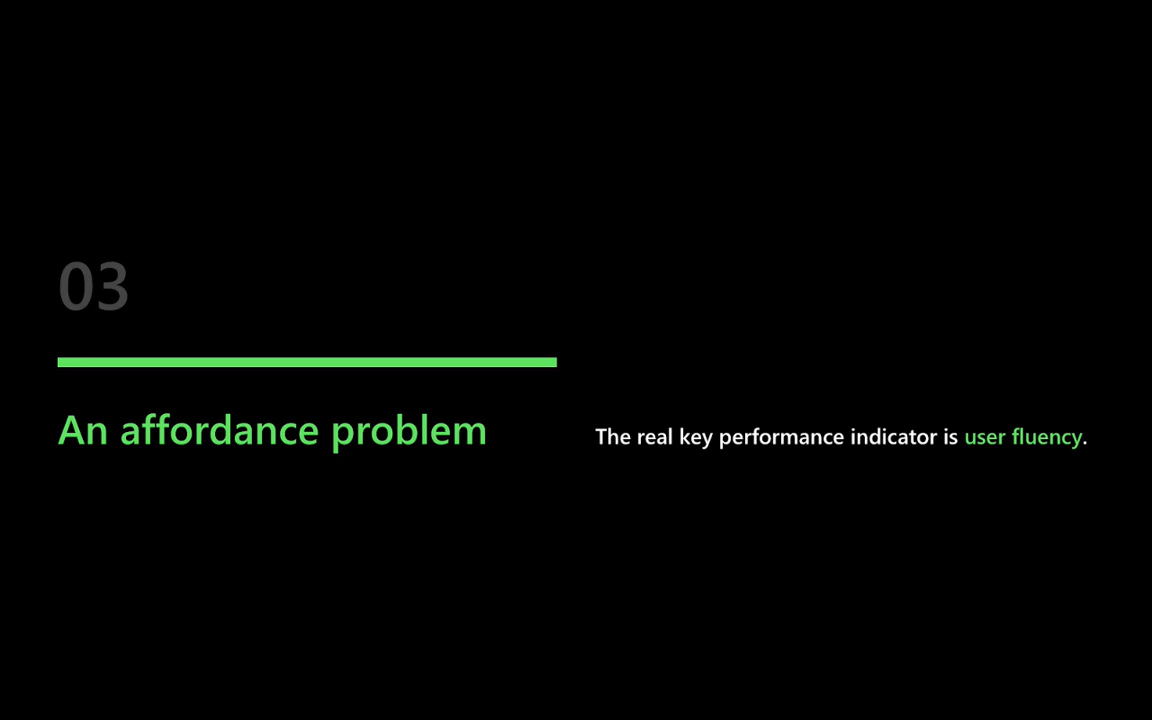 03
An affordance problem
The real key performance indicator is user fluency.